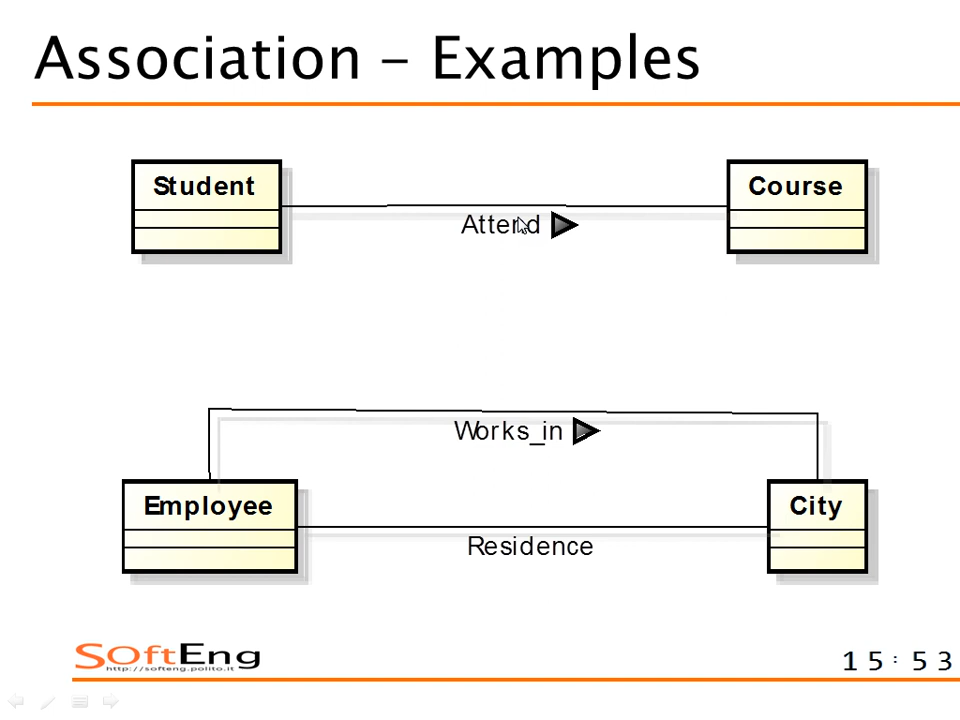 Association - Examples
Student
Course
Attend
Works_in
Employee
City
Residence
SOftEng
http://softeng.polito.it
15:53